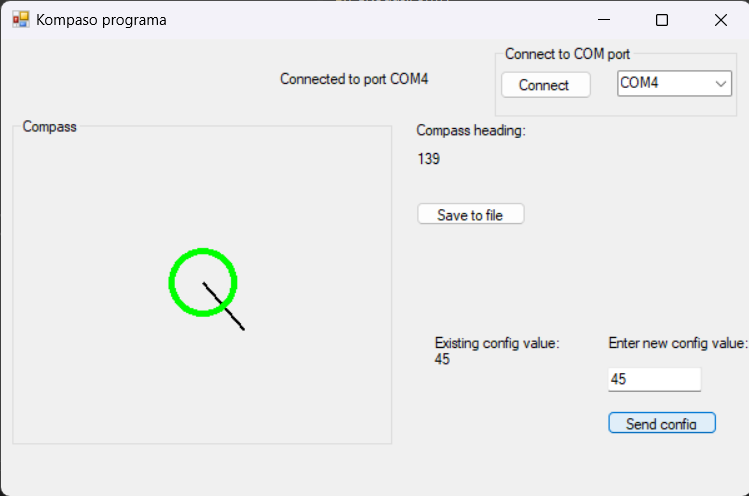 Kompaso programa
Connect to COM port
Connected to port COM4
Connect
COM4
Compass
Compass heading:
139
Save to file
Existing config value:
45
Enter new config value:
45
Send config